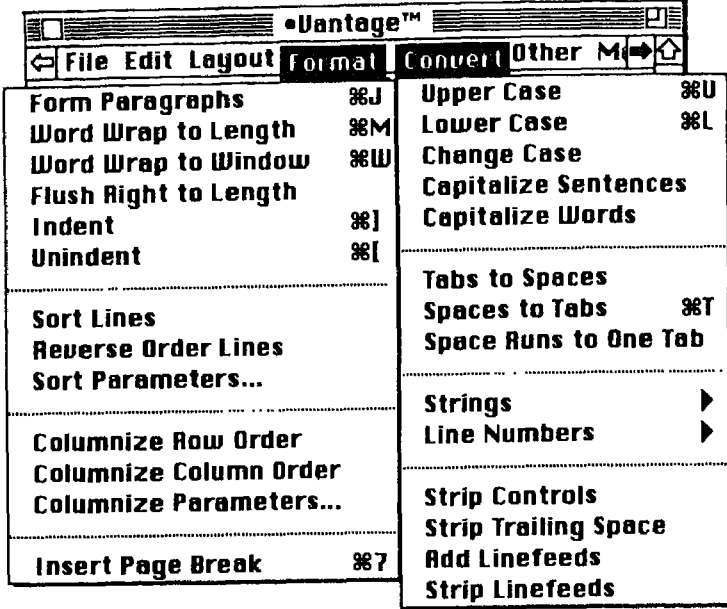 •Vantage™
File Edit Layout Format Convert Other
Form Paragraphs ⌘J
Word Wrap to Length ⌘M
Word Wrap to Window ⌘W
Flush Right to Length
Indent ⌘]
Unindent ⌘[
Sort Lines
Reverse Order Lines
Sort Parameters...
Columnize Row Order
Columnize Column Order
Columnize Parameters...
Insert Page Break ⌘7
Upper Case ⌘U
Lower Case ⌘L
Change Case
Capitalize Sentences
Capitalize Words
Tabs to Spaces
Spaces to Tabs ⌘T
Space Runs to One Tab
Strings
Line Numbers
Strip Controls
Strip Trailing Space
Add Linefeeds
Strip Linefeeds